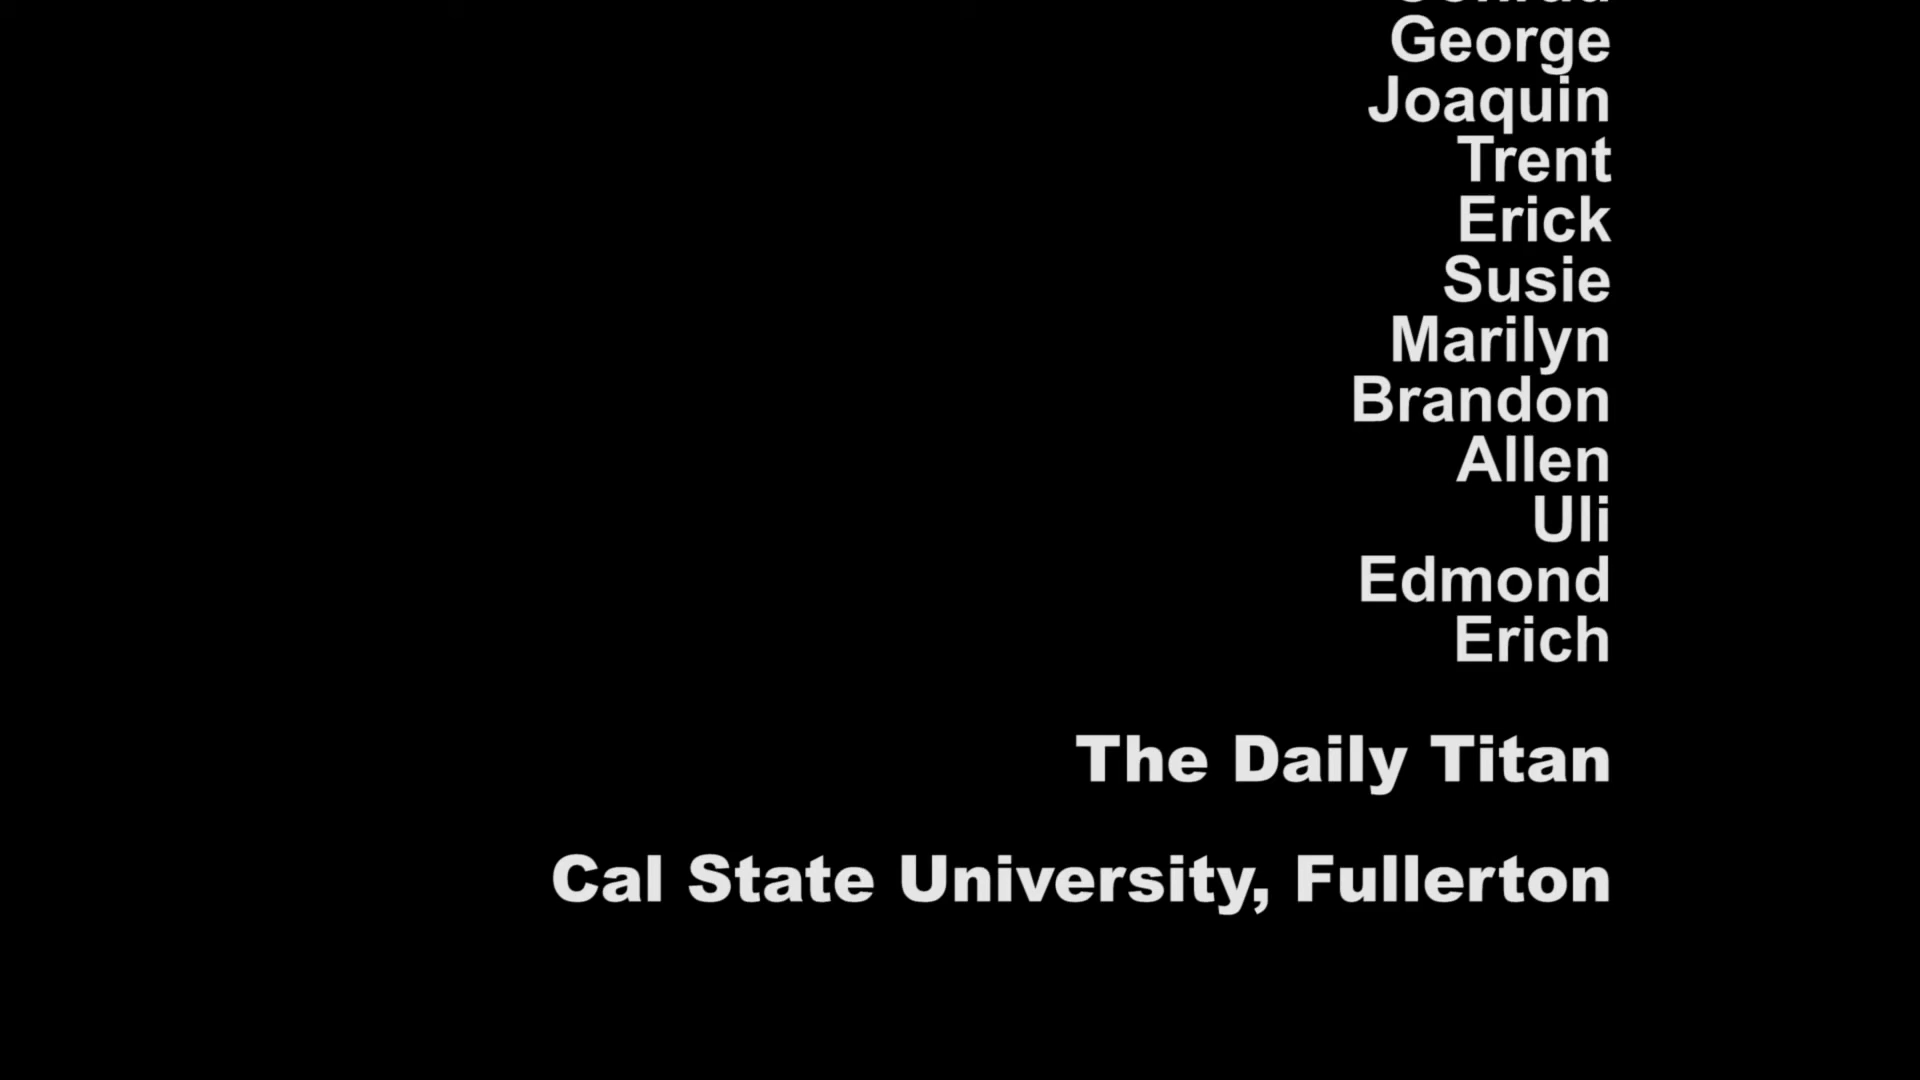 George
Joaquin
Trent
Erick
Susie
Marilyn
Brandon
Allen
Uli
Edmond
Erich
The Daily Titan
Cal State University, Fullerton